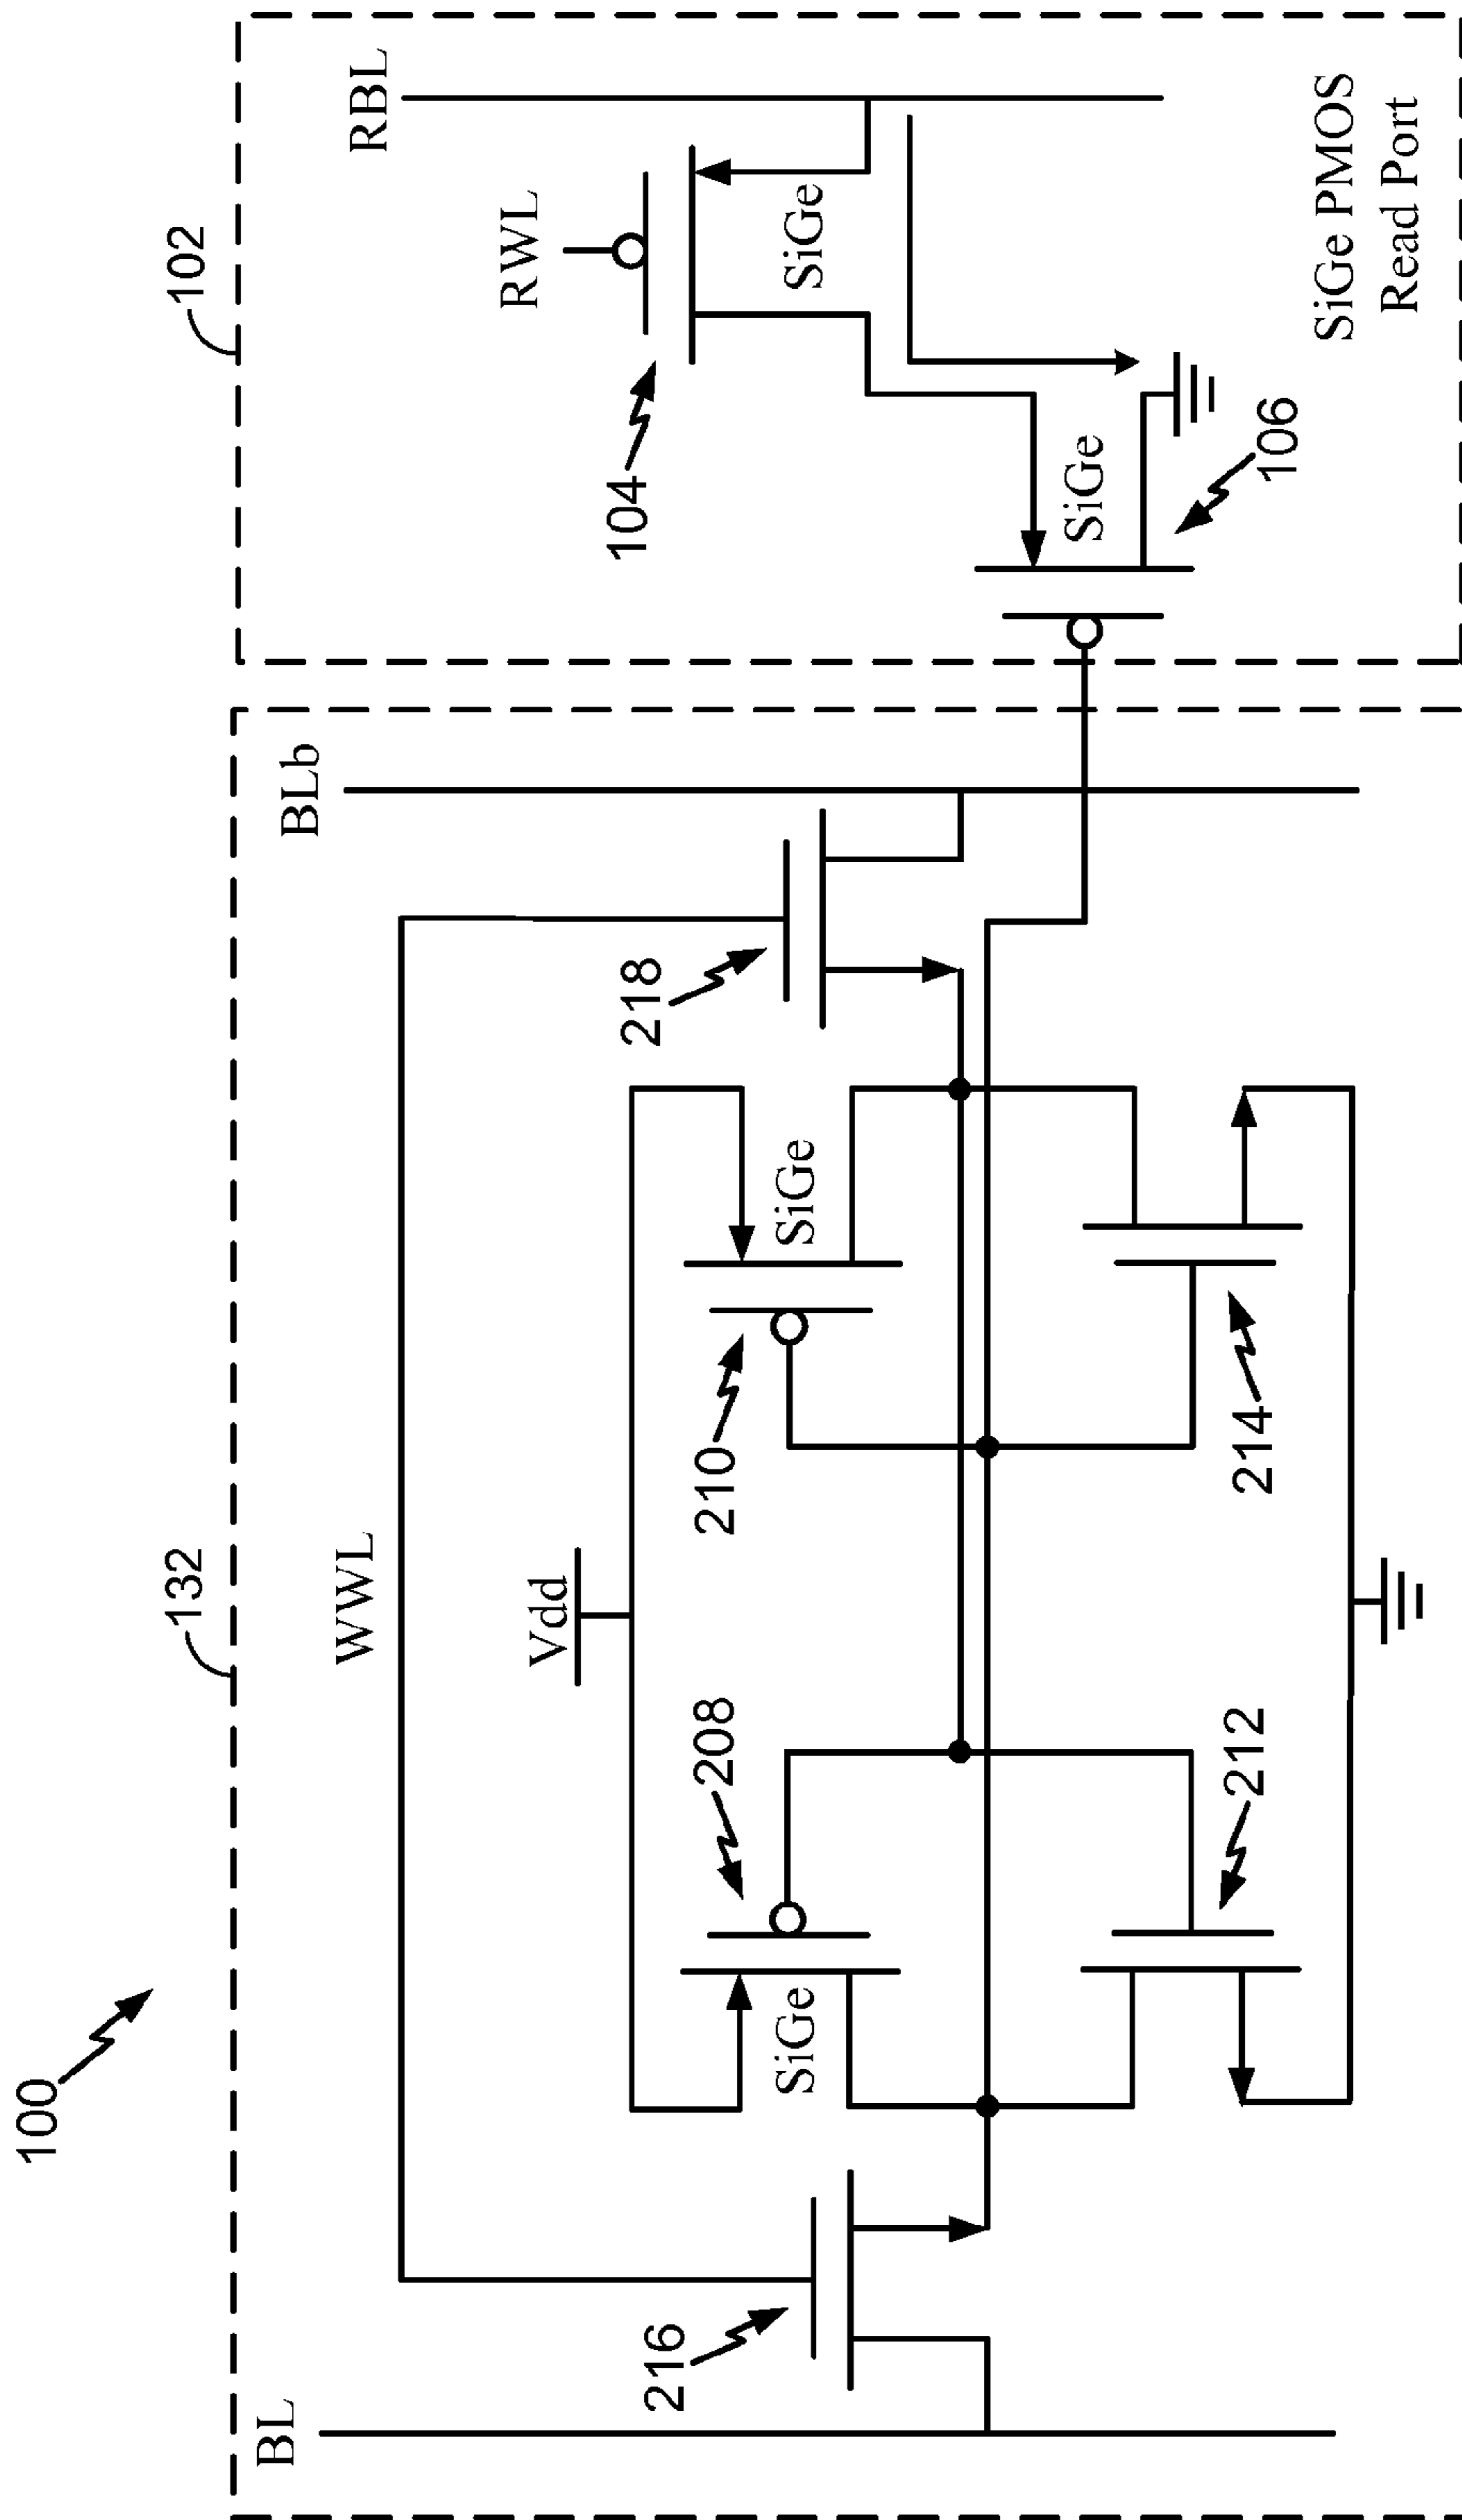 100
132
102
BL
WWL
BLb
RBL
Vdd
RWL
216
208
210
218
104
SiGe
SiGe
SiGe
SiGe
212
214
106
SiGe PMOS
Read Port